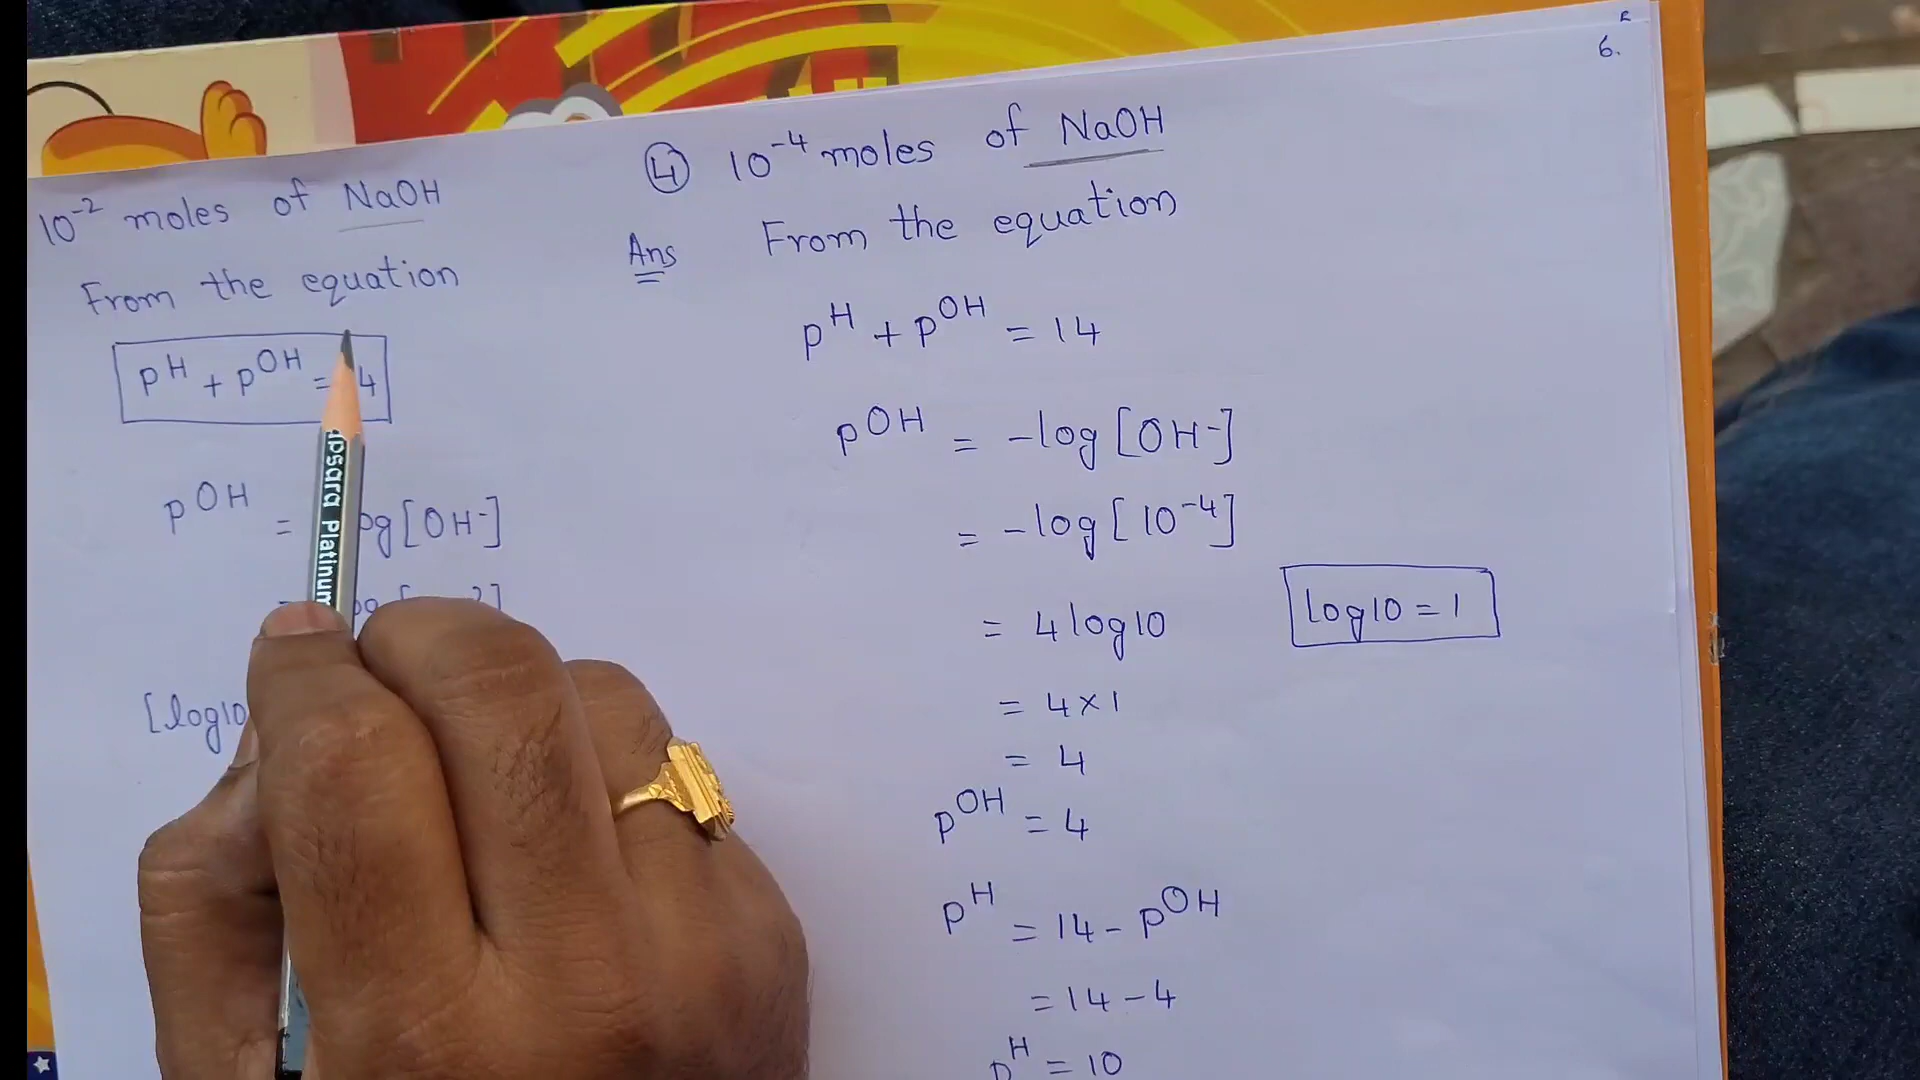 10⁻² moles of NaOH
From the equation
pᴴ + pᴼᴴ = 4
pᴼᴴ = og[OH⁻]
[log10
apsara Platinum
6.
④ 10⁻⁴ moles of NaOH
Ans From the equation
pᴴ + pᴼᴴ = 14
pᴼᴴ = -log[OH⁻]
= -log[10⁻⁴]
= 4log10
log10 = 1
= 4×1
= 4
pᴼᴴ = 4
pᴴ = 14 - pᴼᴴ
= 14 - 4
pᴴ = 10